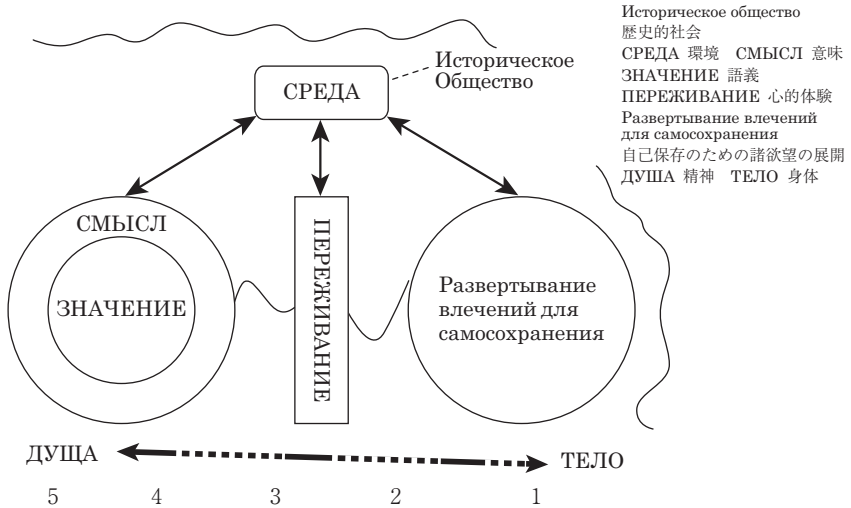 Историческое
Общество
СРЕДА
СМЫСЛ
ЗНАЧЕНИЕ
ПЕРЕЖИВАНИЕ
Развертывание
влечений для
самосохранения
ДУЩА
ТЕЛО
5 4 3 2 1
Историческое общество
歴史的社会
СРЕДА 環境 СМЫСЛ 意味
ЗНАЧЕНИЕ 語義
ПЕРЕЖИВАНИЕ 心的体験
Развертывание влечений
для самосохранения
自己保存のための諸欲望の展開
ДУША 精神 ТЕЛО 身体